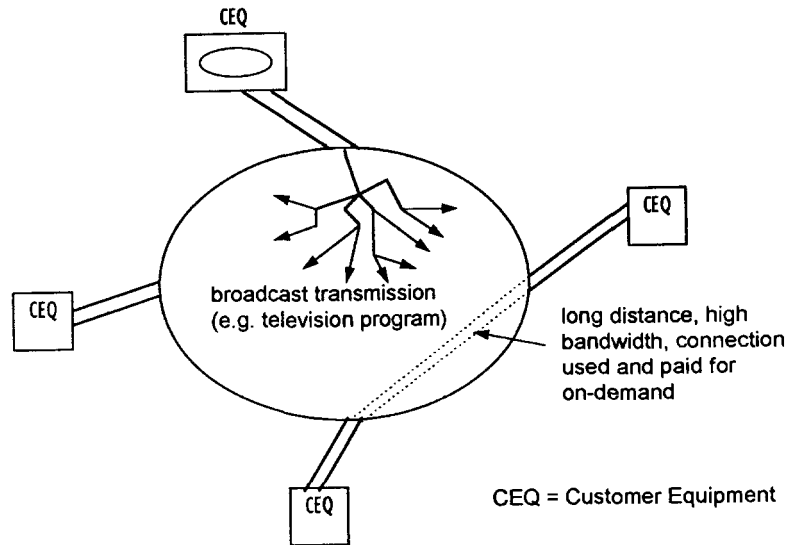 CEQ
CEQ
CEQ
broadcast transmission
(e.g. television program)
long distance, high
bandwidth, connection
used and paid for
on-demand
CEQ
CEQ = Customer Equipment